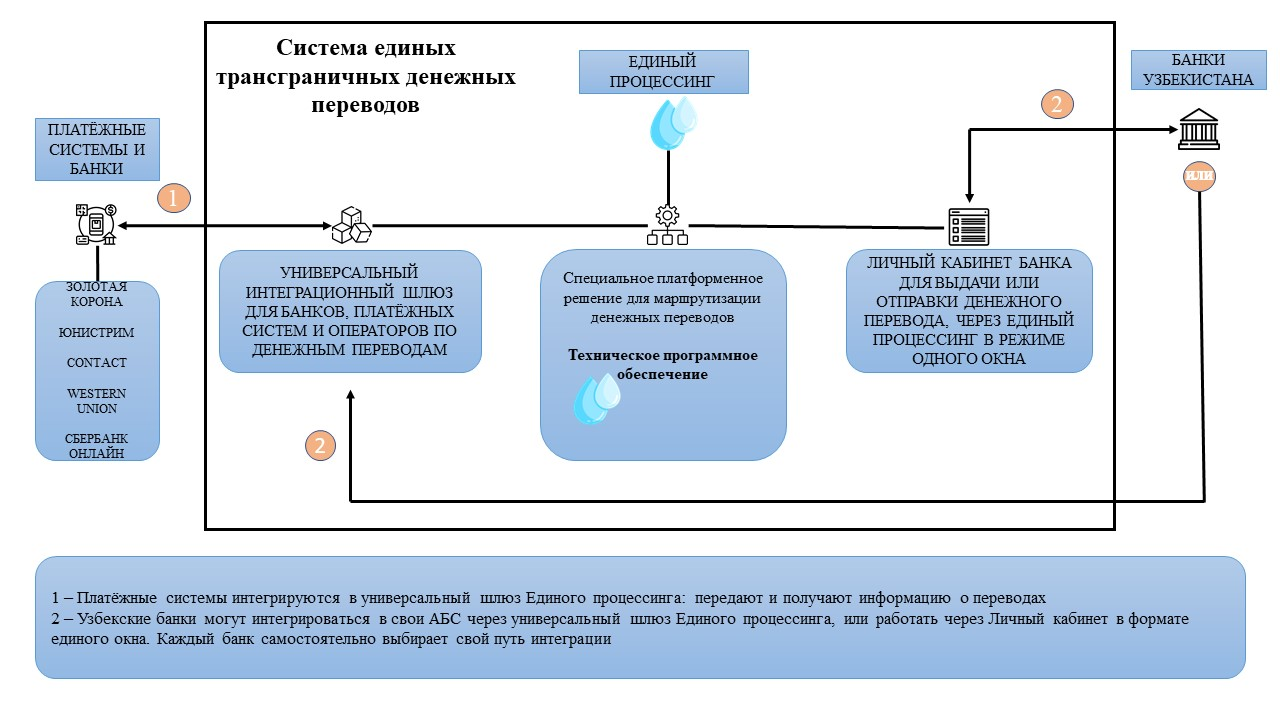 Система единых
трансграничных денежных
переводов
ЕДИНЫЙ
ПРОЦЕССИНГ
БАНКИ
УЗБЕКИСТАНА
2
ПЛАТЁЖНЫЕ
СИСТЕМЫ И
БАНКИ
1
ИЛИ
УНИВЕРСАЛЬНЫЙ
ИНТЕГРАЦИОННЫЙ ШЛЮЗ
ДЛЯ БАНКОВ, ПЛАТЁЖНЫХ
СИСТЕМ И ОПЕРАТОРОВ ПО
ДЕНЕЖНЫМ ПЕРЕВОДАМ
Специальное платформенное
решение для маршрутизации
денежных переводов
Техническое программное
обеспечение
ЛИЧНЫЙ КАБИНЕТ БАНКА
ДЛЯ ВЫДАЧИ ИЛИ
ОТПРАВКИ ДЕНЕЖНОГО
ПЕРЕВОДА, ЧЕРЕЗ ЕДИНЫЙ
ПРОЦЕССИНГ В РЕЖИМЕ
ОДНОГО ОКНА
ЗОЛОТАЯ
КОРОНА
ЮНИСТРИМ
CONTACT
WESTERN
UNION
СБЕРБАНК
ОНЛАЙН
2
1 – Платёжные системы интегрируются в универсальный шлюз Единого процессинга: передают и получают информацию о переводах
2 – Узбекские банки могут интегрироваться в свои АБС через универсальный шлюз Единого процессинга, или работать через Личный кабинет в формате
единого окна. Каждый банк самостоятельно выбирает свой путь интеграции